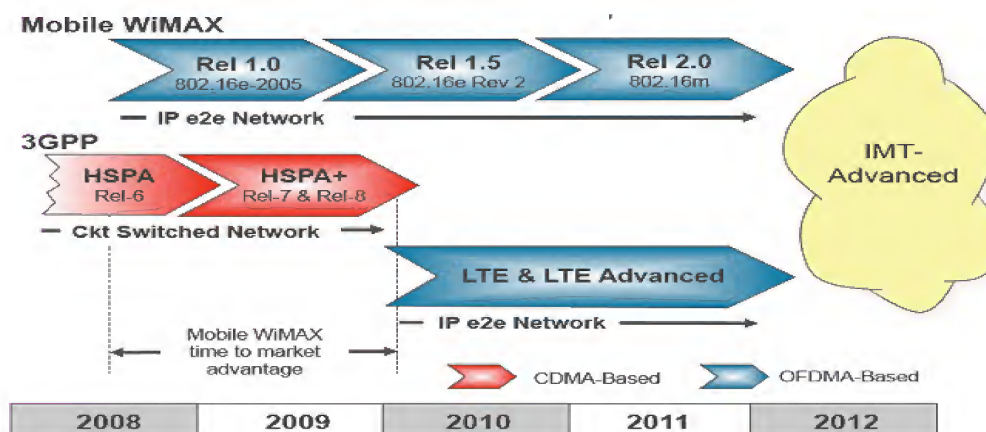 Mobile WiMAX
Rel 1.0
802.16e-2005
Rel 1.5
802.16e Rev 2
Rel 2.0
802.16m
IP e2e Network
3GPP
HSPA
Rel-6
HSPA+
Rel-7 & Rel-8
Ckt Switched Network
IMT-
Advanced
LTE & LTE Advanced
IP e2e Network
Mobile WiMAX
time to market
advantage
CDMA-Based
OFDMA-Based
2008
2009
2010
2011
2012